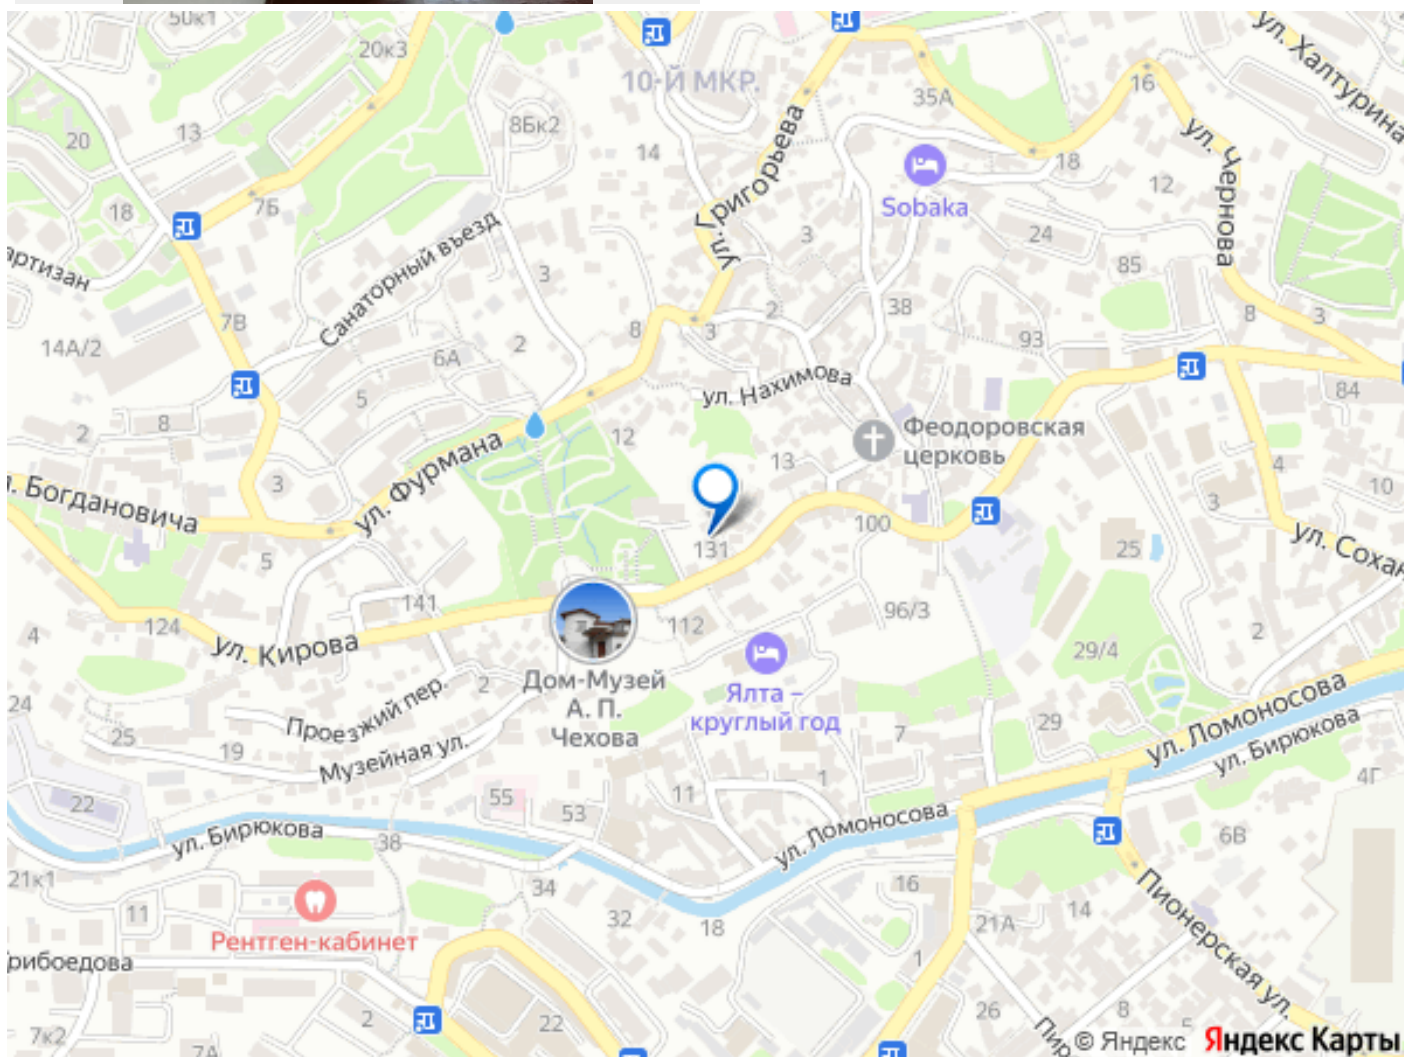 50к1
20к3
10-Й МКР.
ул. Халтурина
16
35А
20
13
8Бк2
14
ул. Григорьева
ул. Чернова
18
12
Sobaka
18
7Б
Санаторный въезд
3
24
85
артизан
3
38
7В
2
8
3
2
93
8
3
14А/2
6А
ул. Нахимова
84
5
8
2
12
13
Феодоровская
церковь
ул. Фурмана
4
10
3
3
л. Богдановича
100
131
25
ул. Сохан
5
141
96/3
124
ул. Кирова
112
4
2
29/4
Дом-Музей
А. П.
Чехова
Ялта –
круглый год
2
24
Проезжий пер.
25
19
Музейная ул.
7
29
ул. Ломоносова
ул. Бирюкова
4Г
22
55
53
11
1
ул. Бирюкова
38
ул. Ломоносова
6В
21к1
34
16
11
Рентген-кабинет
32
18
21А
14
Пионерская ул.
рибоедова
1
26
8
7к2
2
22
7А
Пир
© Яндекс
Яндекс Карты